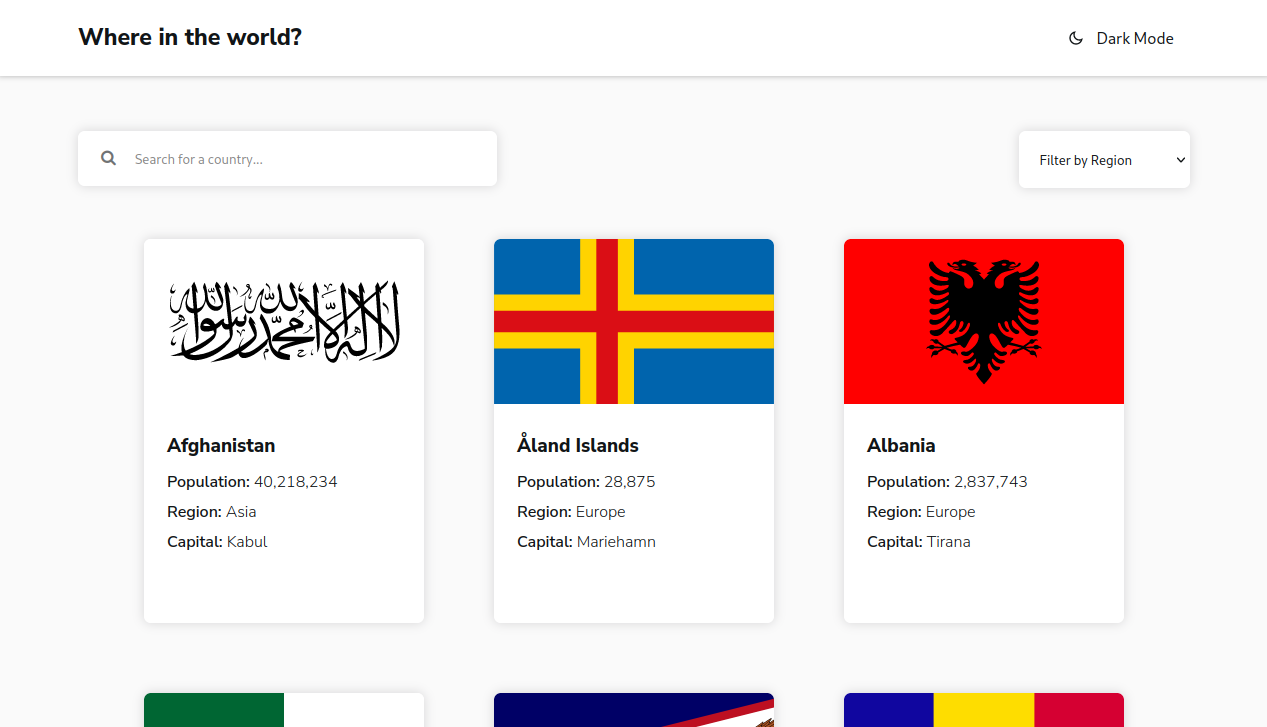 Where in the world?
Dark Mode
Search for a country...
Filter by Region
لا إله إلا الله محمد رسول الله
Afghanistan
Population: 40,218,234
Region: Asia
Capital: Kabul
Åland Islands
Population: 28,875
Region: Europe
Capital: Mariehamn
Albania
Population: 2,837,743
Region: Europe
Capital: Tirana